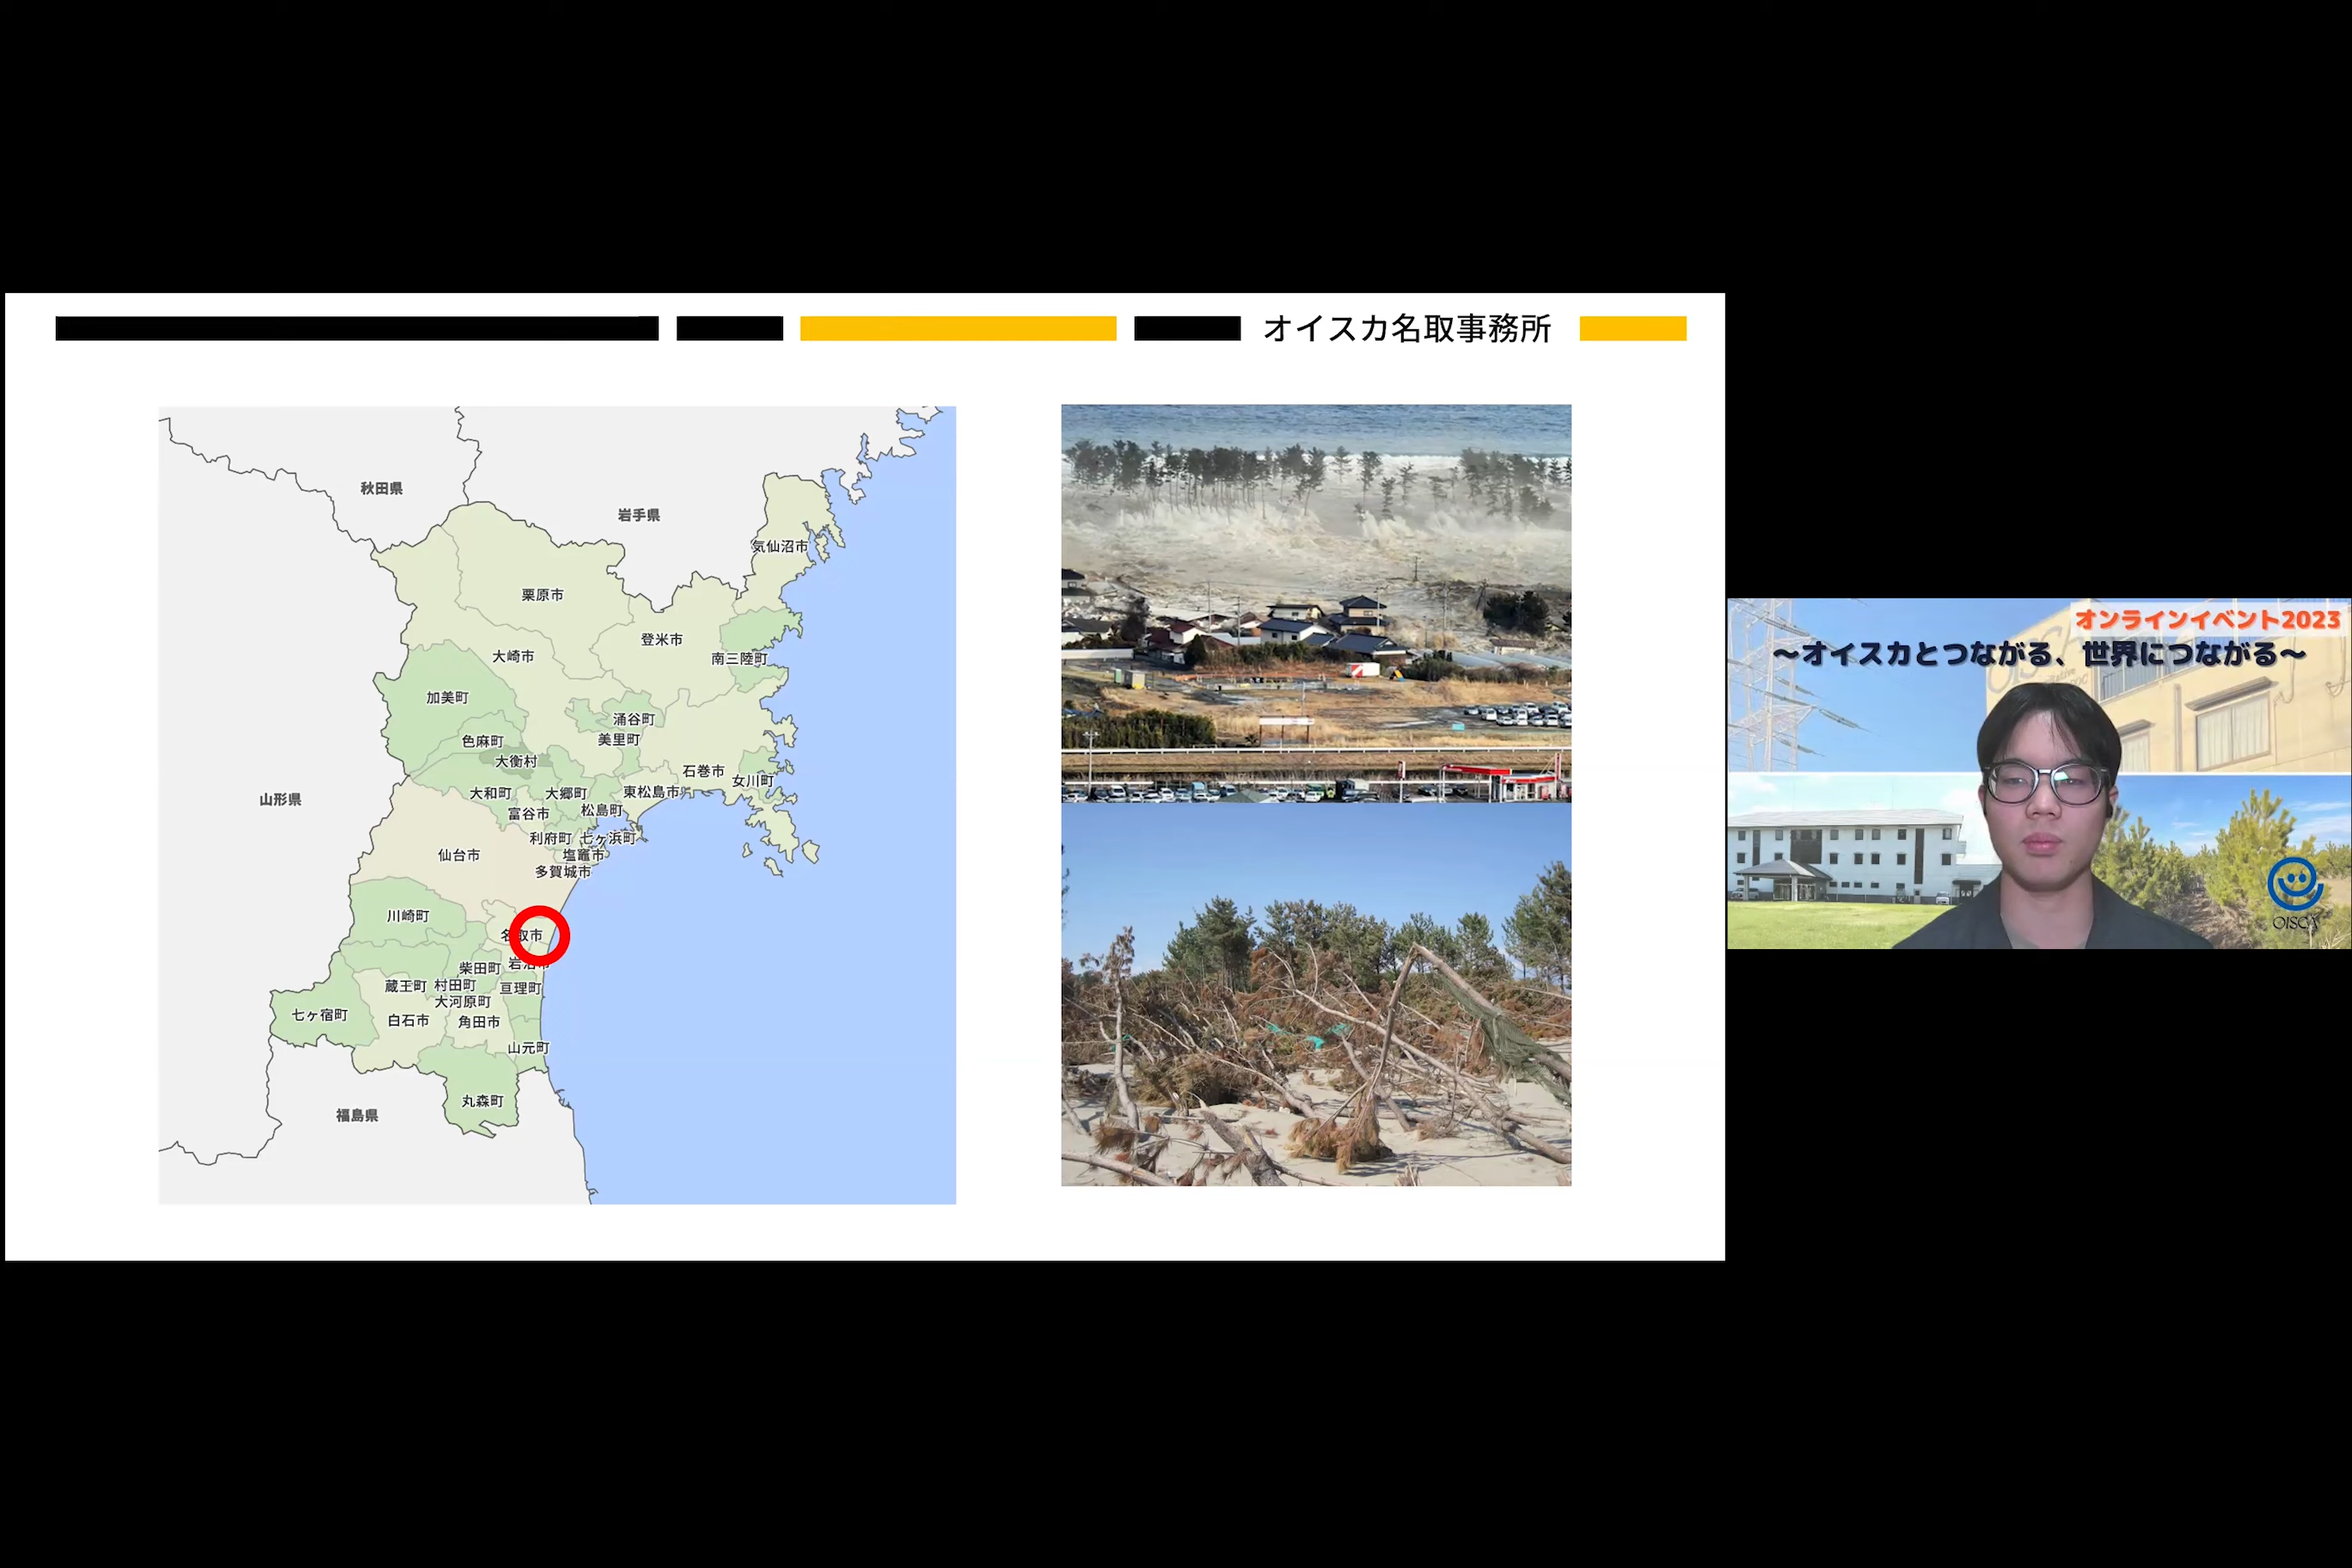 オイスカ名取事務所
秋田県
岩手県
気仙沼市
栗原市
登米市
大崎市
南三陸町
加美町
涌谷町
色麻町
美里町
大衡村
石巻市
女川町
大和町
大郷町
東松島市
山形県
富谷市
松島町
利府町
七ヶ浜町
仙台市
塩竈市
多賀城市
川崎町
名取市
岩沼市
柴田町
蔵王町
村田町
亘理町
大河原町
七ヶ宿町
白石市
角田市
山元町
丸森町
福島県
オンラインイベント2023
～オイスカとつながる、世界につながる～
OISCA